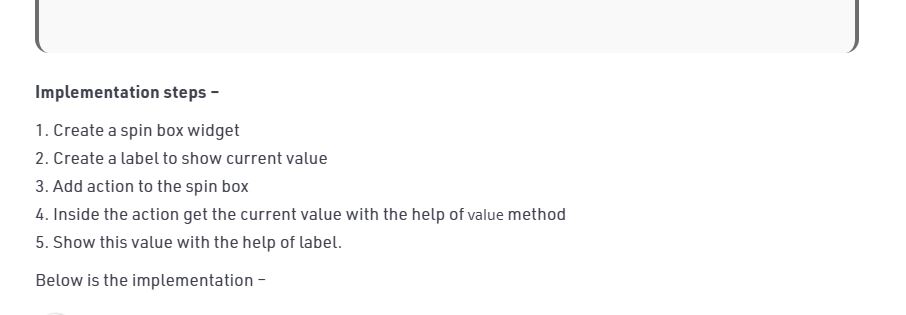 Implementation steps –
1. Create a spin box widget
2. Create a label to show current value
3. Add action to the spin box
4. Inside the action get the current value with the help of value method
5. Show this value with the help of label.
Below is the implementation –